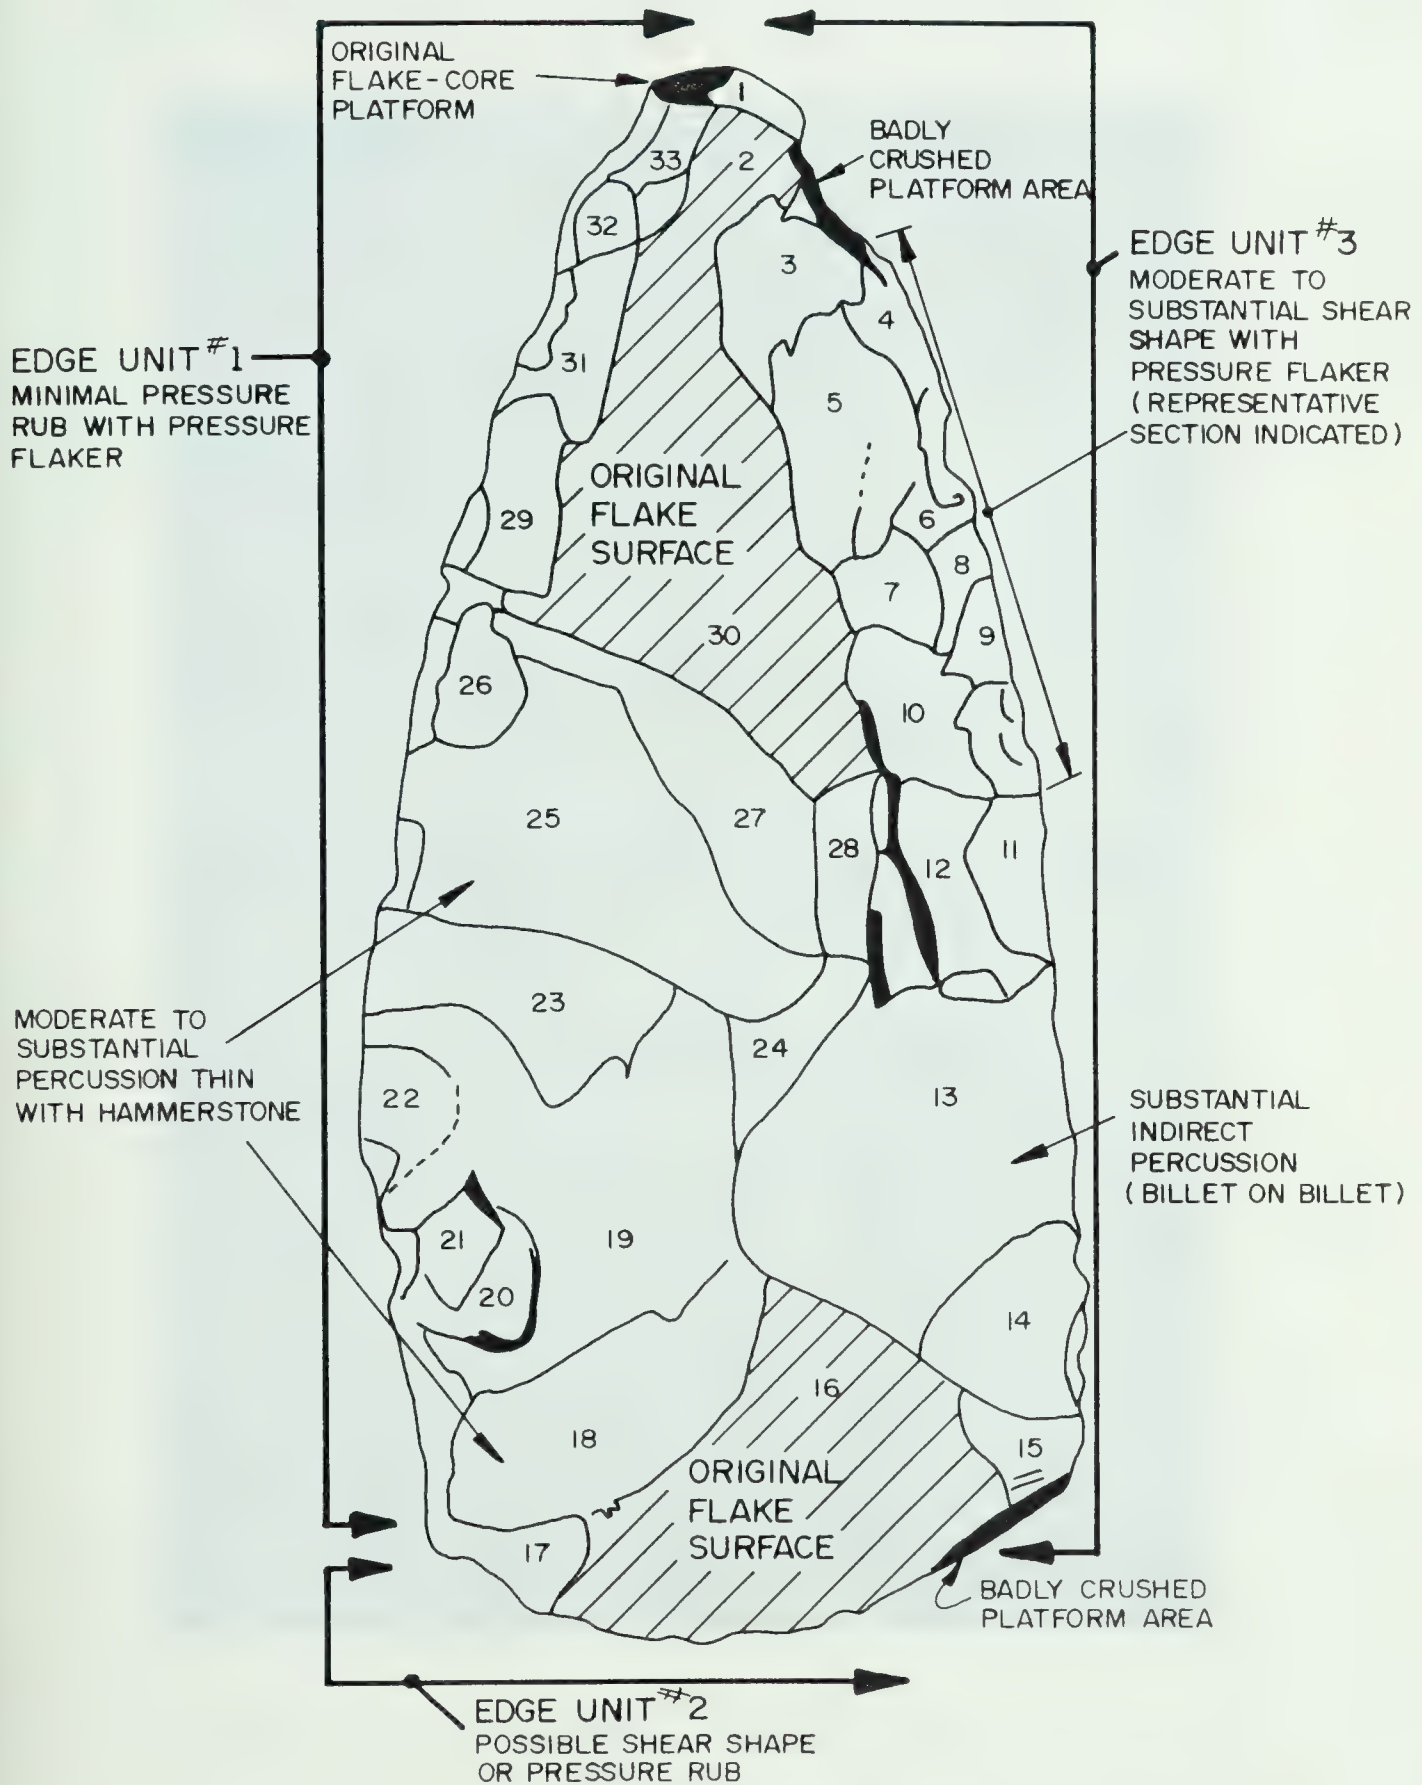 ORIGINAL
FLAKE-CORE
PLATFORM
1
BADLY
CRUSHED
PLATFORM AREA
33
2
32
3
EDGE UNIT #3
MODERATE TO
SUBSTANTIAL SHEAR
SHAPE WITH
PRESSURE FLAKER
(REPRESENTATIVE
SECTION INDICATED)
4
EDGE UNIT #1
MINIMAL PRESSURE
RUB WITH PRESSURE
FLAKER
31
5
ORIGINAL
FLAKE
SURFACE
29
6
8
7
30
9
26
10
25
27
28
12
11
23
MODERATE TO
SUBSTANTIAL
PERCUSSION THIN
WITH HAMMERSTONE
24
22
13
SUBSTANTIAL
INDIRECT
PERCUSSION
(BILLET ON BILLET)
21
19
20
14
16
18
15
ORIGINAL
FLAKE
SURFACE
17
BADLY CRUSHED
PLATFORM AREA
EDGE UNIT #2
POSSIBLE SHEAR SHAPE
OR PRESSURE RUB